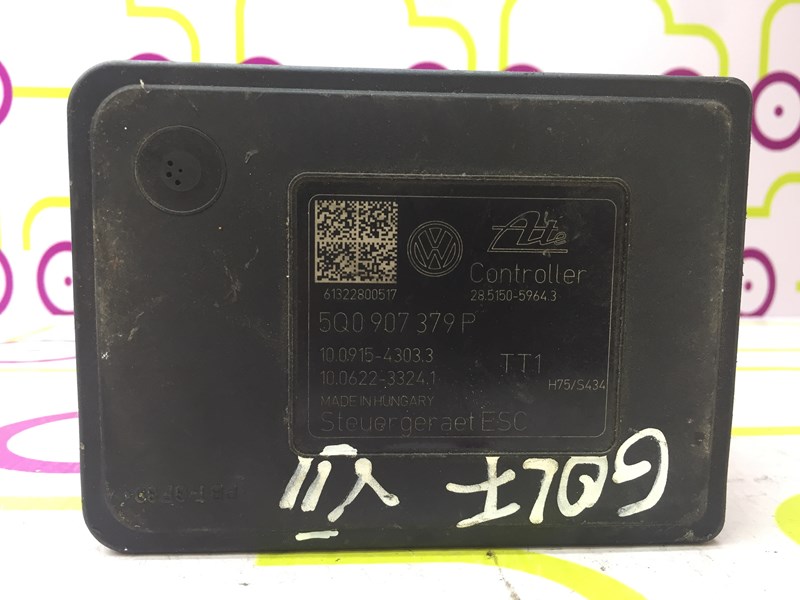 Ate
Controller
61322800517
28.5150-5964.3
5Q0 907 379 P
10.0915-4303.3
TT1
10.0622-3324.1
H75/S434
MADE IN HUNGARY
Steuergeraet ESC
GOLF VII